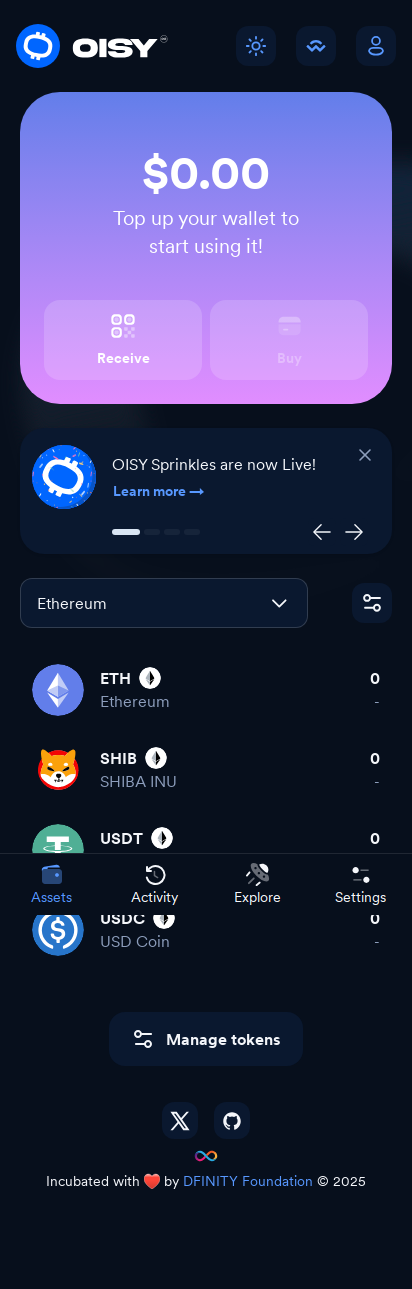 OISY
$0.00
Top up your wallet to
start using it!
Receive
Buy
OISY Sprinkles are now Live!
Learn more
Ethereum
ETH
0
Ethereum
-
SHIB
0
SHIBA INU
-
USDT
0
Assets
Activity
Explore
Settings
USDC
0
USD Coin
-
Manage tokens
Incubated with ❤️ by DFINITY Foundation © 2025